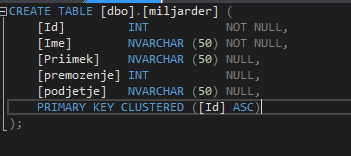 CREATE TABLE [dbo].[miljarder] (
[Id] INT NOT NULL,
[Ime] NVARCHAR (50) NOT NULL,
[Priimek] NVARCHAR (50) NULL,
[premozenje] INT NULL,
[podjetje] NVARCHAR (50) NULL,
PRIMARY KEY CLUSTERED ([Id] ASC)
);